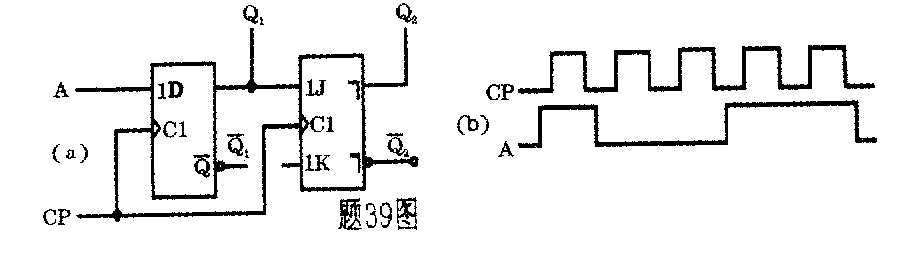 Q₁
Q₂
A
1D
1J
C1
C1
(a)
Q̅
Q̅₁
1K
Q̅₂
CP
题39图
CP
(b)
A